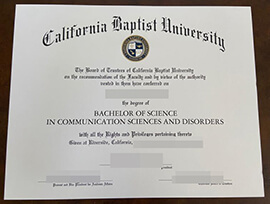 California Baptist University
The Board of Trustees of California Baptist University
on the recommendation of the Faculty and by virtue of the authority
vested in them have conferred on
the degree of
BACHELOR OF SCIENCE
IN COMMUNICATION SCIENCES AND DISORDERS
with all the Rights and Privileges pertaining thereto
Given at Riverside, California,